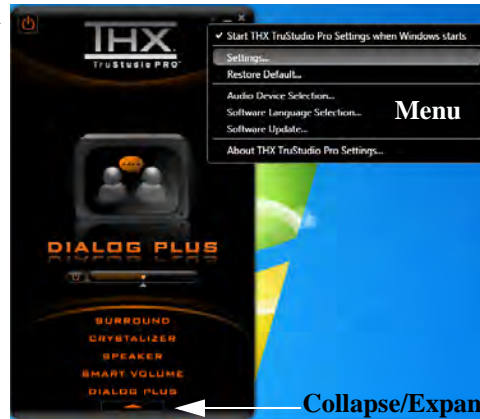 THX
TruStudio PRO
✔ Start THX TruStudio Pro Settings when Windows starts
Settings...
Restore Default...
Audio Device Selection...
Software Language Selection...
Software Update...
About THX TruStudio Pro Settings...
Menu
DIALOG PLUS
SURROUND
CRYSTALIZER
SPEAKER
SMART VOLUME
DIALOG PLUS
Collapse/Expan